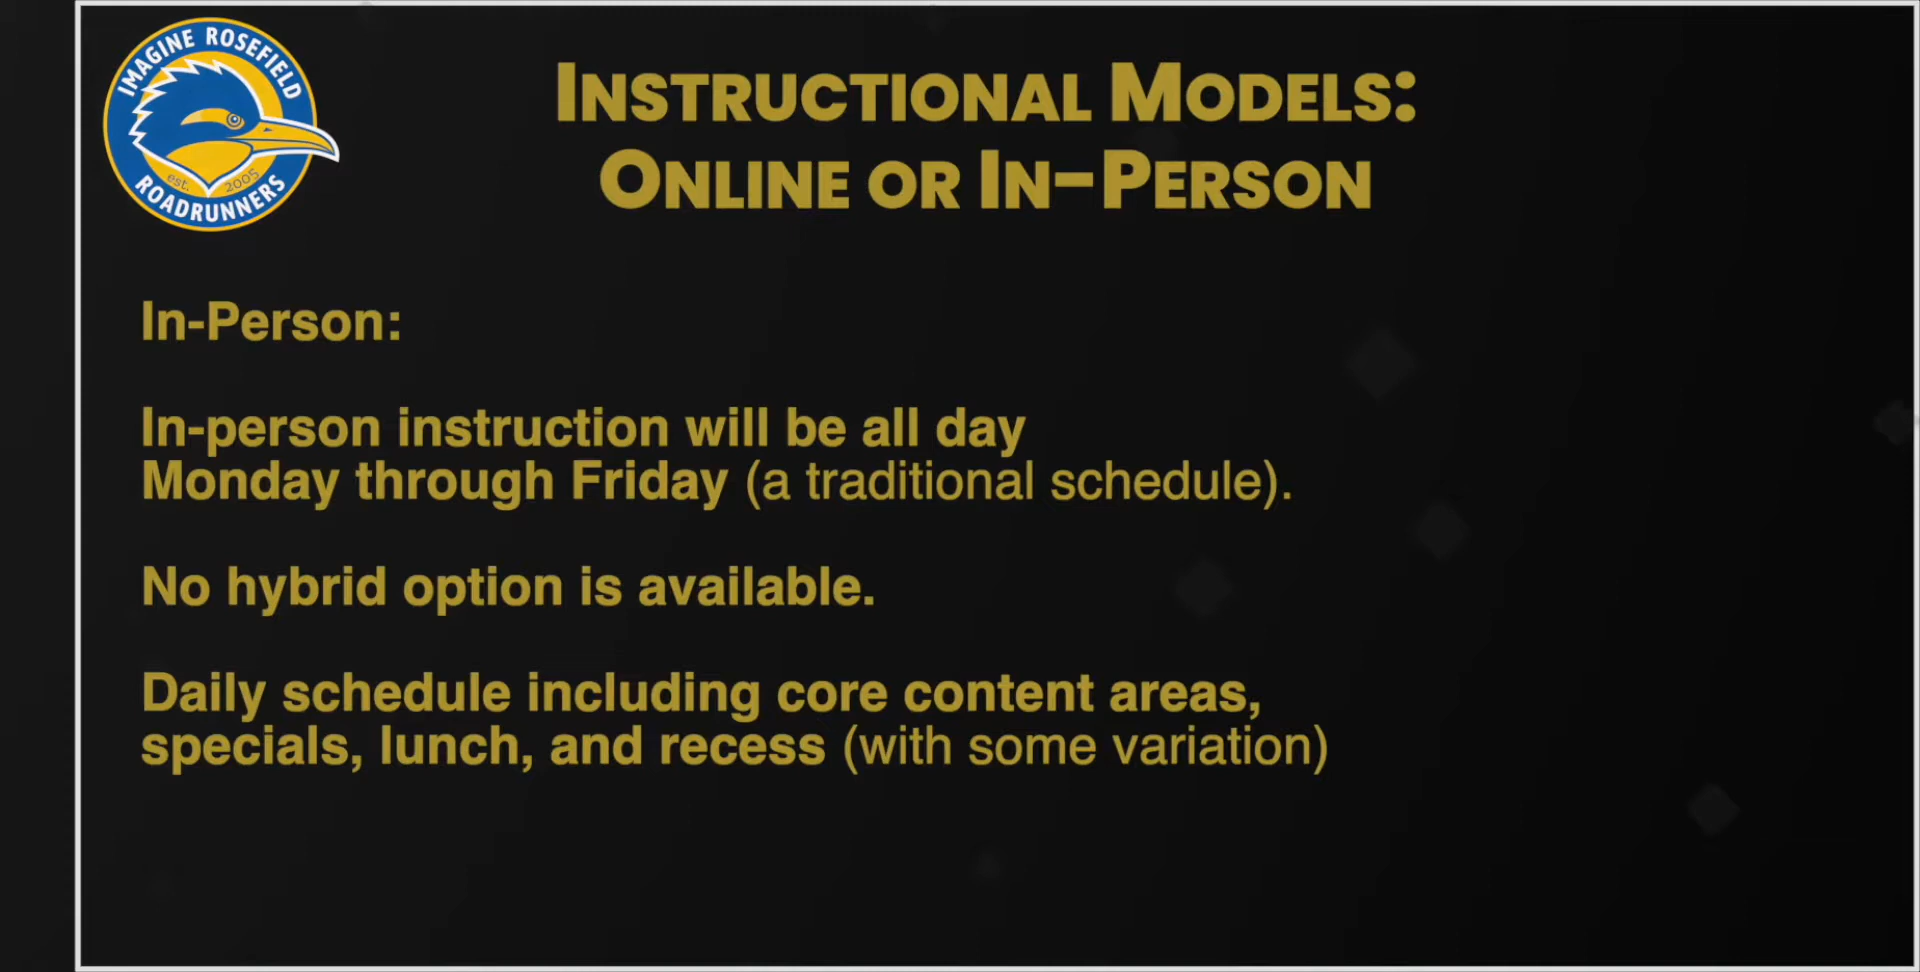 IMAGINE ROSEFIELD
est. 2005
ROADRUNNERS
INSTRUCTIONAL MODELS:
ONLINE OR IN-PERSON
In-Person:
In-person instruction will be all day
Monday through Friday (a traditional schedule).
No hybrid option is available.
Daily schedule including core content areas,
specials, lunch, and recess (with some variation)